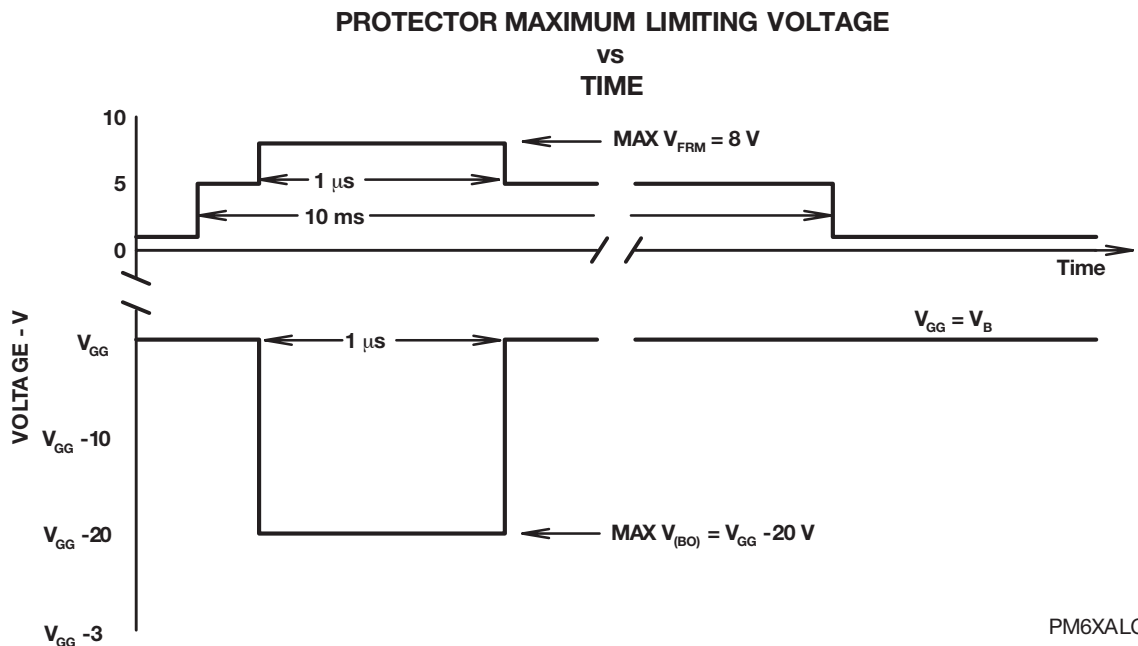 PROTECTOR MAXIMUM LIMITING VOLTAGE
vs
TIME
10
MAX V_FRM = 8 V
5
1 μs
10 ms
0
Time
VOLTAGE - V
V_GG = V_B
V_GG
1 μs
V_GG -10
V_GG -20
MAX V_(BO) = V_GG -20 V
V_GG -3
PM6XALC